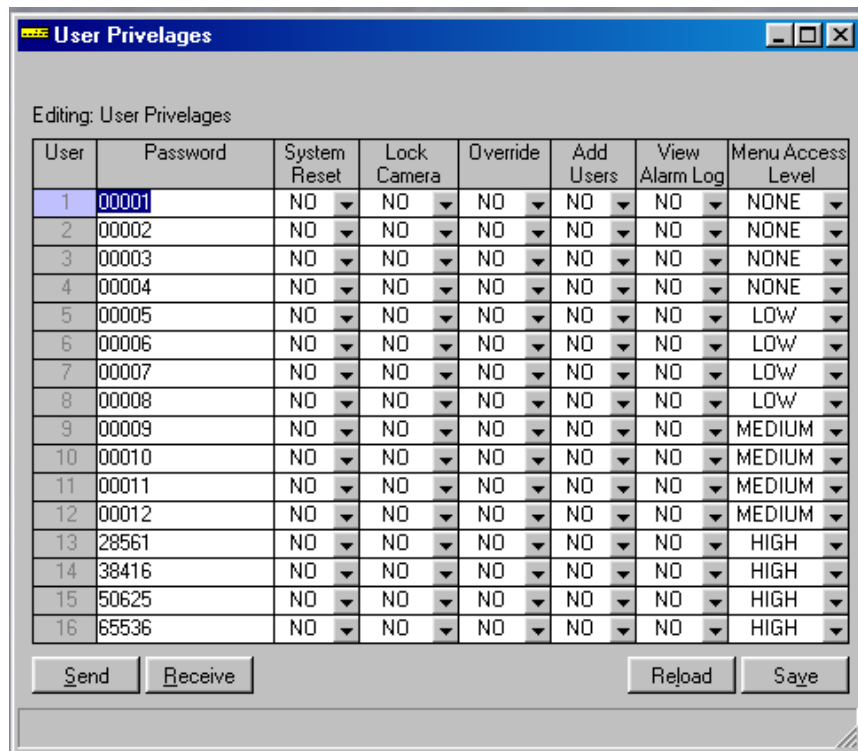 User Privelages
Editing: User Privelages
User Password System Reset Lock Camera Override Add Users View Alarm Log Menu Access Level
1 00001 NO NO NO NO NO NONE
2 00002 NO NO NO NO NO NONE
3 00003 NO NO NO NO NO NONE
4 00004 NO NO NO NO NO NONE
5 00005 NO NO NO NO NO LOW
6 00006 NO NO NO NO NO LOW
7 00007 NO NO NO NO NO LOW
8 00008 NO NO NO NO NO LOW
9 00009 NO NO NO NO NO MEDIUM
10 00010 NO NO NO NO NO MEDIUM
11 00011 NO NO NO NO NO MEDIUM
12 00012 NO NO NO NO NO MEDIUM
13 28561 NO NO NO NO NO HIGH
14 38416 NO NO NO NO NO HIGH
15 50625 NO NO NO NO NO HIGH
16 65536 NO NO NO NO NO HIGH
Send Receive Reload Save